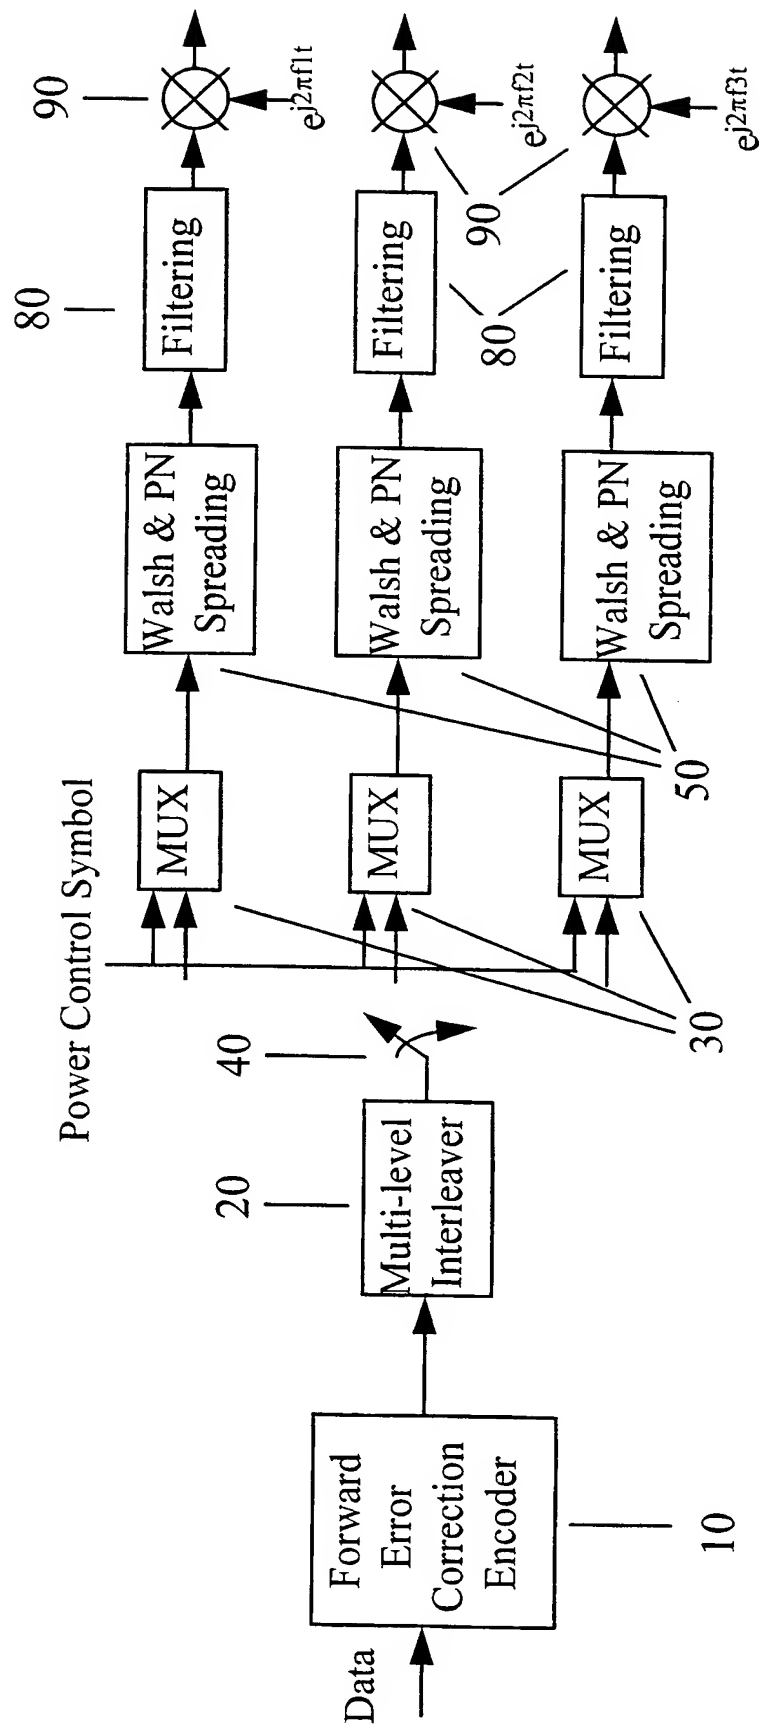 Data
Forward
Error
Correction
Encoder
10
20
Multi-level
Interleaver
40
Power Control Symbol
MUX
MUX
MUX
30
Walsh & PN
Spreading
Walsh & PN
Spreading
Walsh & PN
Spreading
50
80
Filtering
Filtering
80
Filtering
90
ej2πf1t
90
ej2πf2t
ej2πf3t